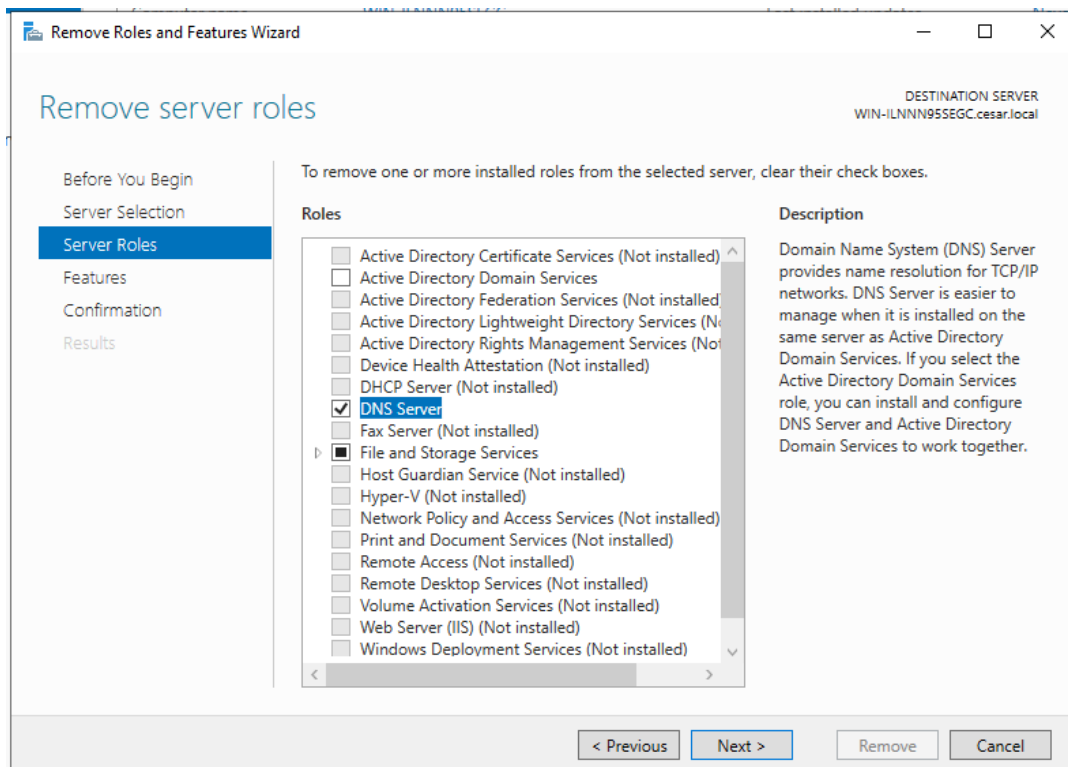 Remove Roles and Features Wizard
Remove server roles
DESTINATION SERVER
WIN-ILNNN95SEGC.cesar.local
Before You Begin
Server Selection
Server Roles
Features
Confirmation
Results
To remove one or more installed roles from the selected server, clear their check boxes.
Roles
Active Directory Certificate Services (Not installed)
Active Directory Domain Services
Active Directory Federation Services (Not installed)
Active Directory Lightweight Directory Services (N
Active Directory Rights Management Services (Not
Device Health Attestation (Not installed)
DHCP Server (Not installed)
DNS Server
Fax Server (Not installed)
File and Storage Services
Host Guardian Service (Not installed)
Hyper-V (Not installed)
Network Policy and Access Services (Not installed)
Print and Document Services (Not installed)
Remote Access (Not installed)
Remote Desktop Services (Not installed)
Volume Activation Services (Not installed)
Web Server (IIS) (Not installed)
Windows Deployment Services (Not installed)
Description
Domain Name System (DNS) Server
provides name resolution for TCP/IP
networks. DNS Server is easier to
manage when it is installed on the
same server as Active Directory
Domain Services. If you select the
Active Directory Domain Services
role, you can install and configure
DNS Server and Active Directory
Domain Services to work together.
< Previous
Next >
Remove
Cancel